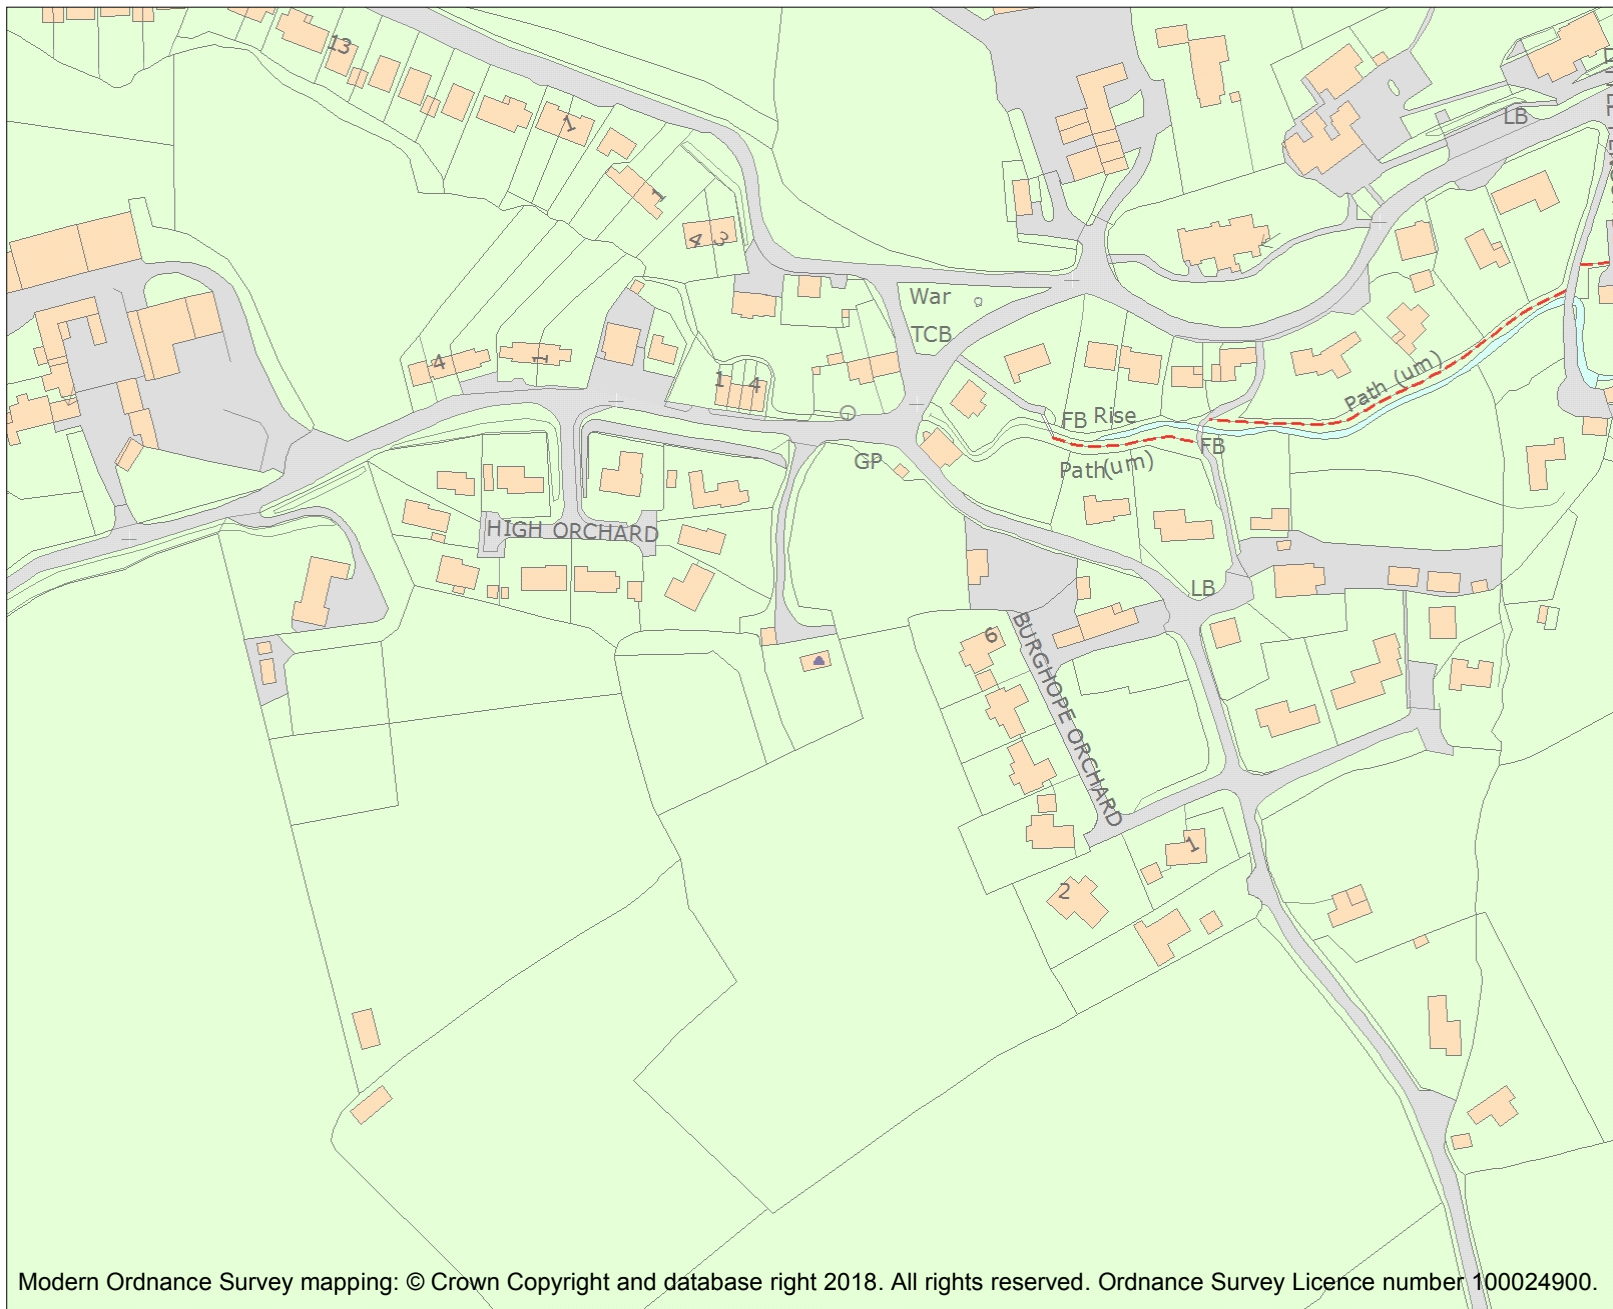 13
1
LB
1
4 3
War
TCB
4
1
1 4
Path (um)
FB Rise
FB
GP
Path(um)
HIGH ORCHARD
LB
6
BURGHOPE ORCHARD
1
2
Modern Ordnance Survey mapping: © Crown Copyright and database right 2018. All rights reserved. Ordnance Survey Licence number 100024900.